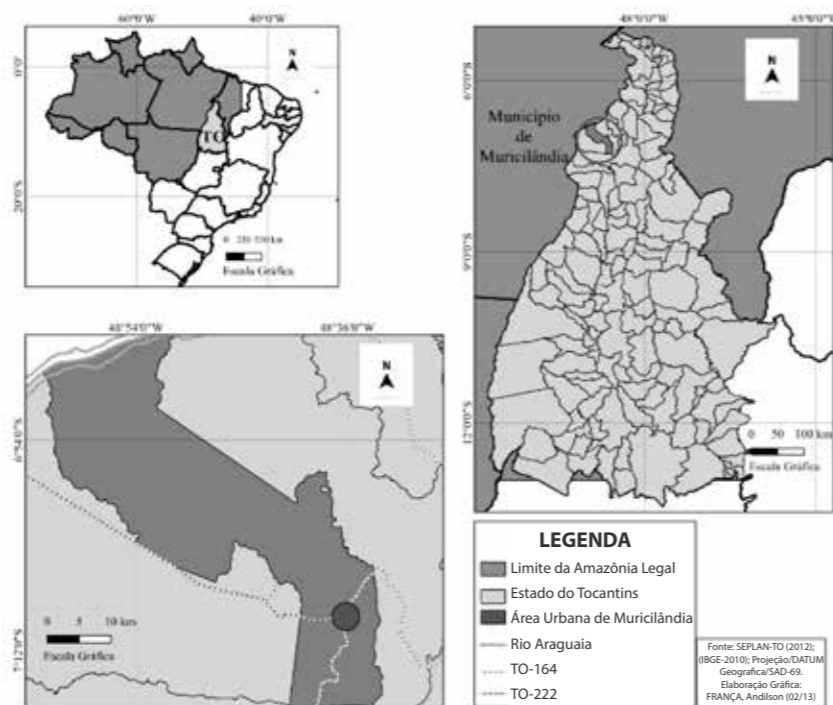 60°0'W 40°0'W
N
0°0'
TO
20°0'S
0 250 500 km
Escala Gráfica
48°0'0"W 45°0'0"W
N
6°0'0"S
Município
de
Muricilândia
9°0'0"S
12°0'0"S
0 50 100 km
Escala Gráfica
48°54'0"W 48°36'0"W
N
6°54'0"S
0 5 10 km
Escala Gráfica
7°12'0"S
LEGENDA
Limite da Amazônia Legal
Estado do Tocantins
Área Urbana de Muricilândia
Rio Araguaia
TO-164
TO-222
Fonte: SEPLAN-TO (2012);
(IBGE-2010); Projeção/DATUM
Geografica/SAD-69.
Elaboração Gráfica:
FRANÇA, Andilson (02/13)